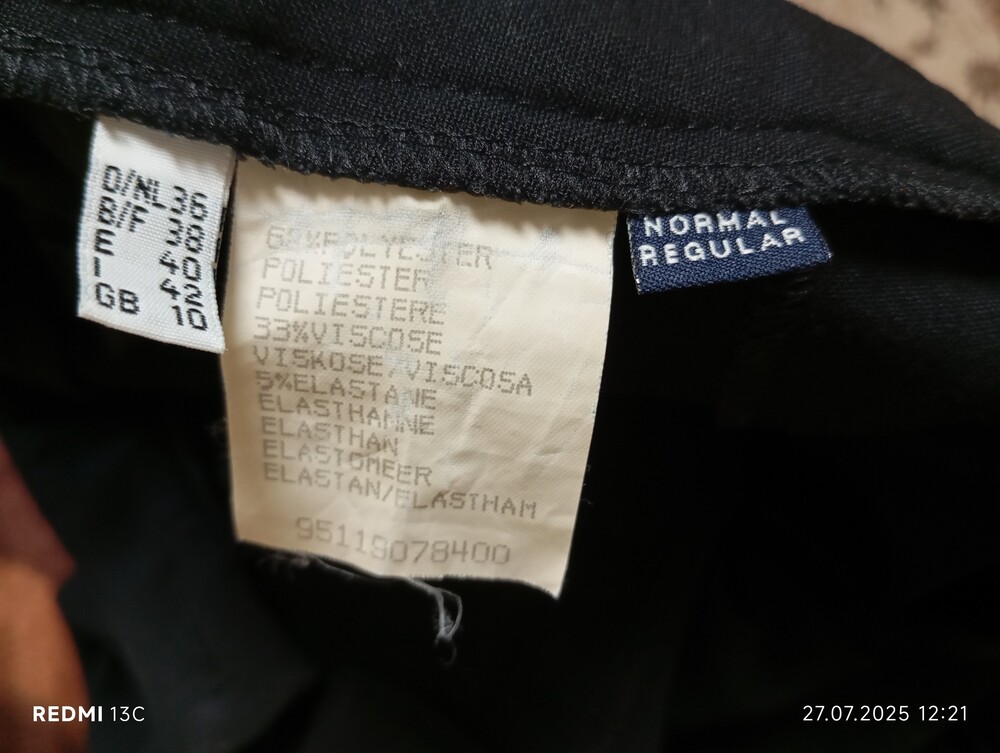 D/NL 36
B/F 38
E 40
I 42
GB 10
62%POLYESTER
POLIESTER
POLIESTERE
33%VISCOSE
VISKOSE/VISCOSA
5%ELASTANE
ELASTHANNE
ELASTHAN
ELASTOMEER
ELASTAN/ELASTHAM
95119078400
NORMAL
REGULAR
REDMI 13C
27.07.2025 12:21